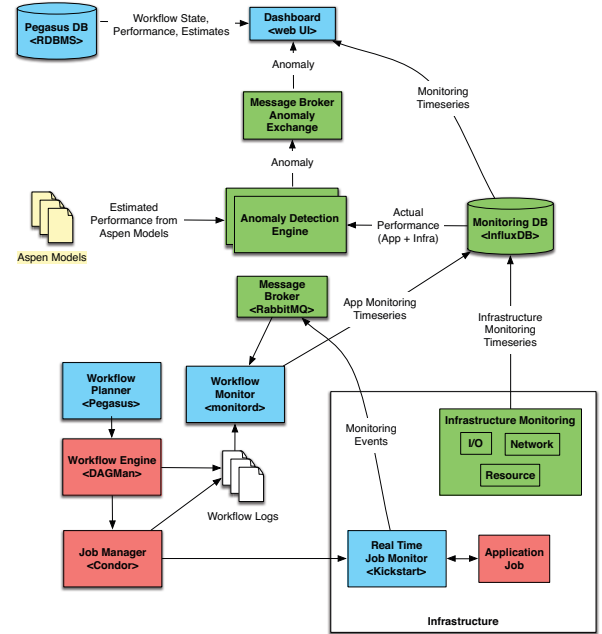 Pegasus DB
<RDBMS>
Workflow State,
Performance, Estimates
Dashboard
<web UI>
Anomaly
Monitoring
Timeseries
Message Broker
Anomaly
Exchange
Anomaly
Estimated
Performance from
Aspen Models
Aspen Models
Anomaly Detection
Engine
Actual
Performance
(App + Infra)
Monitoring DB
<InfluxDB>
Message
Broker
<RabbitMQ>
App Monitoring
Timeseries
Infrastructure
Monitoring
Timeseries
Workflow
Planner
<Pegasus>
Workflow
Monitor
<monitord>
Monitoring
Events
Infrastructure Monitoring
I/O
Network
Resource
Workflow Engine
<DAGMan>
Workflow Logs
Job Manager
<Condor>
Real Time
Job Monitor
<Kickstart>
Application
Job
Infrastructure